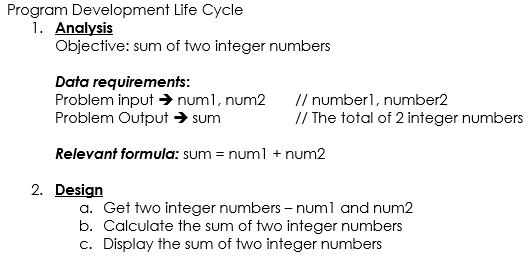 Program Development Life Cycle
1. Analysis
Objective: sum of two integer numbers
Data requirements:
Problem input ➔ num1, num2 // number1, number2
Problem Output ➔ sum // The total of 2 integer numbers
Relevant formula: sum = num1 + num2
2. Design
a. Get two integer numbers – num1 and num2
b. Calculate the sum of two integer numbers
c. Display the sum of two integer numbers